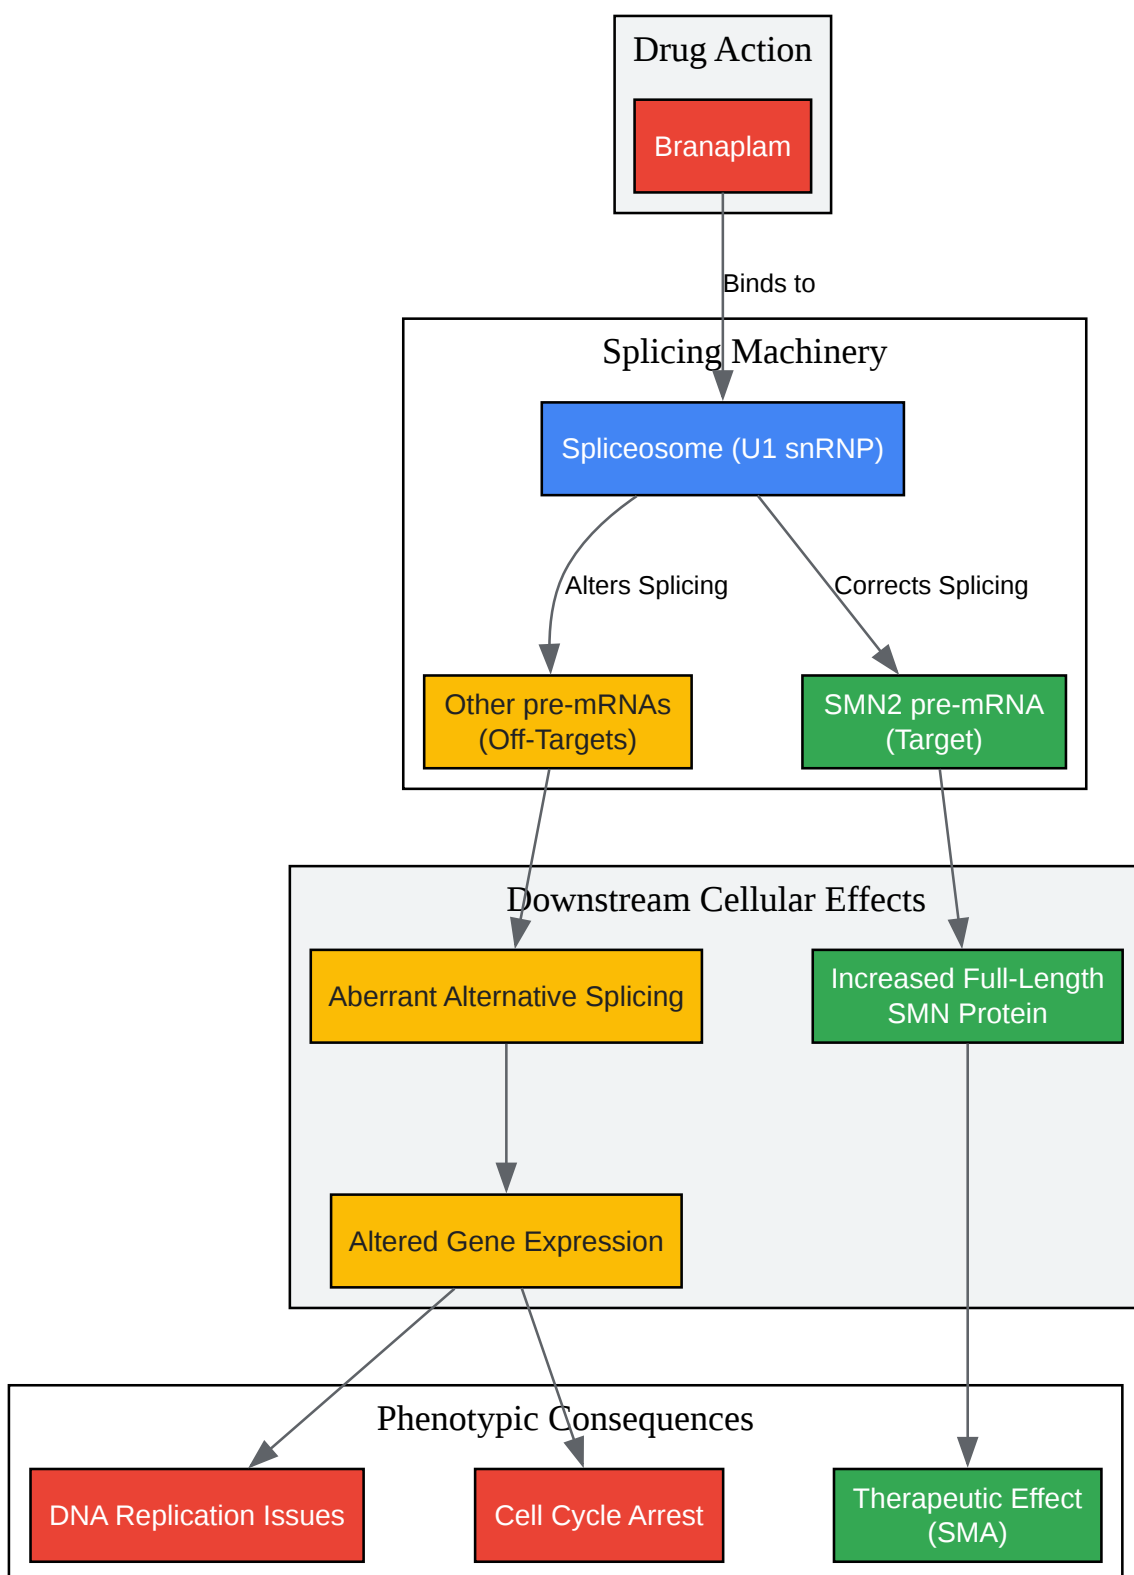 Drug Action
Branaplam
Binds to
Splicing Machinery
Spliceosome (U1 snRNP)
Alters Splicing
Corrects Splicing
Other pre-mRNAs
(Off-Targets)
SMN2 pre-mRNA
(Target)
Downstream Cellular Effects
Aberrant Alternative Splicing
Increased Full-Length
SMN Protein
Altered Gene Expression
Phenotypic Consequences
DNA Replication Issues
Cell Cycle Arrest
Therapeutic Effect
(SMA)